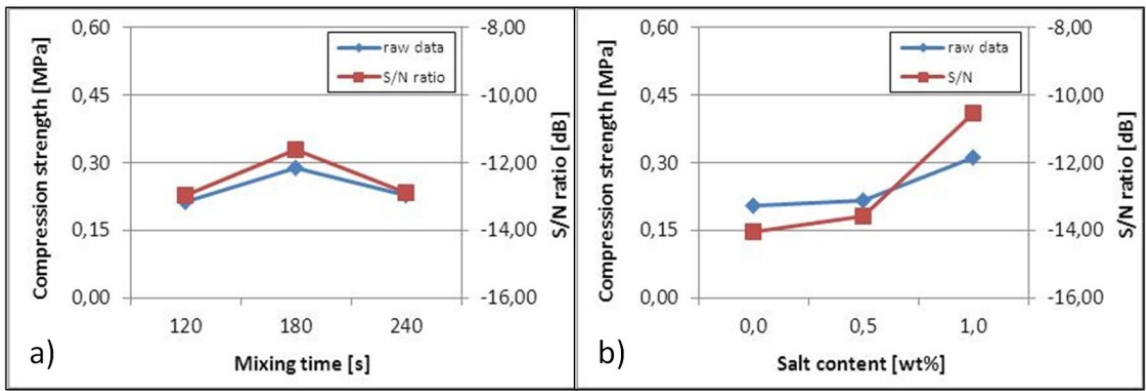 0,60
0,45
0,30
0,15
0,00
Compression strength [MPa]
raw data
S/N ratio
-8,00
-10,00
-12,00
-14,00
-16,00
S/N ratio [dB]
120 180 240
Mixing time [s]
a)
0,60
0,45
0,30
0,15
0,00
Compression strength [MPa]
raw data
S/N
-8,00
-10,00
-12,00
-14,00
-16,00
S/N ratio [dB]
0,0 0,5 1,0
Salt content [wt%]
b)